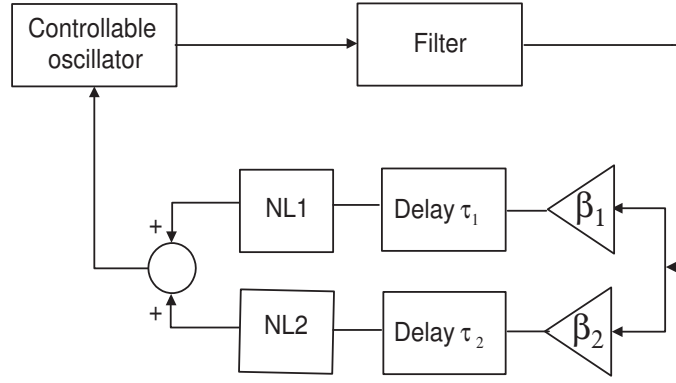 Controllable
oscillator
Filter
NL1
Delay τ₁
β₁
+
+
NL2
Delay τ₂
β₂